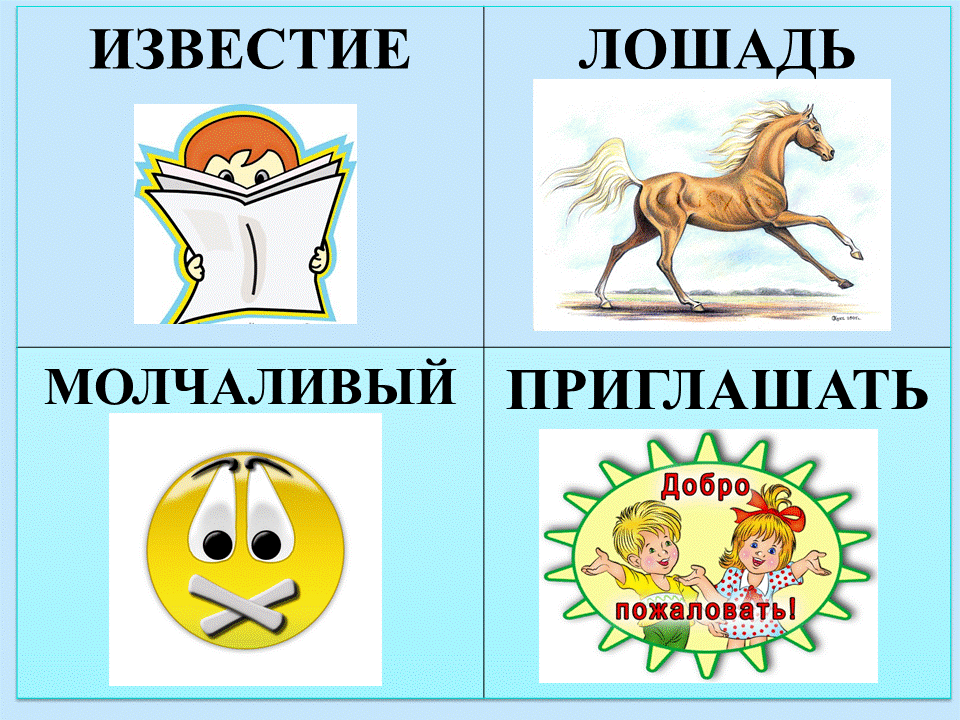 ИЗВЕСТИЕ
ЛОШАДЬ
МОЛЧАЛИВЫЙ
ПРИГЛАШАТЬ
Добро
пожаловать!